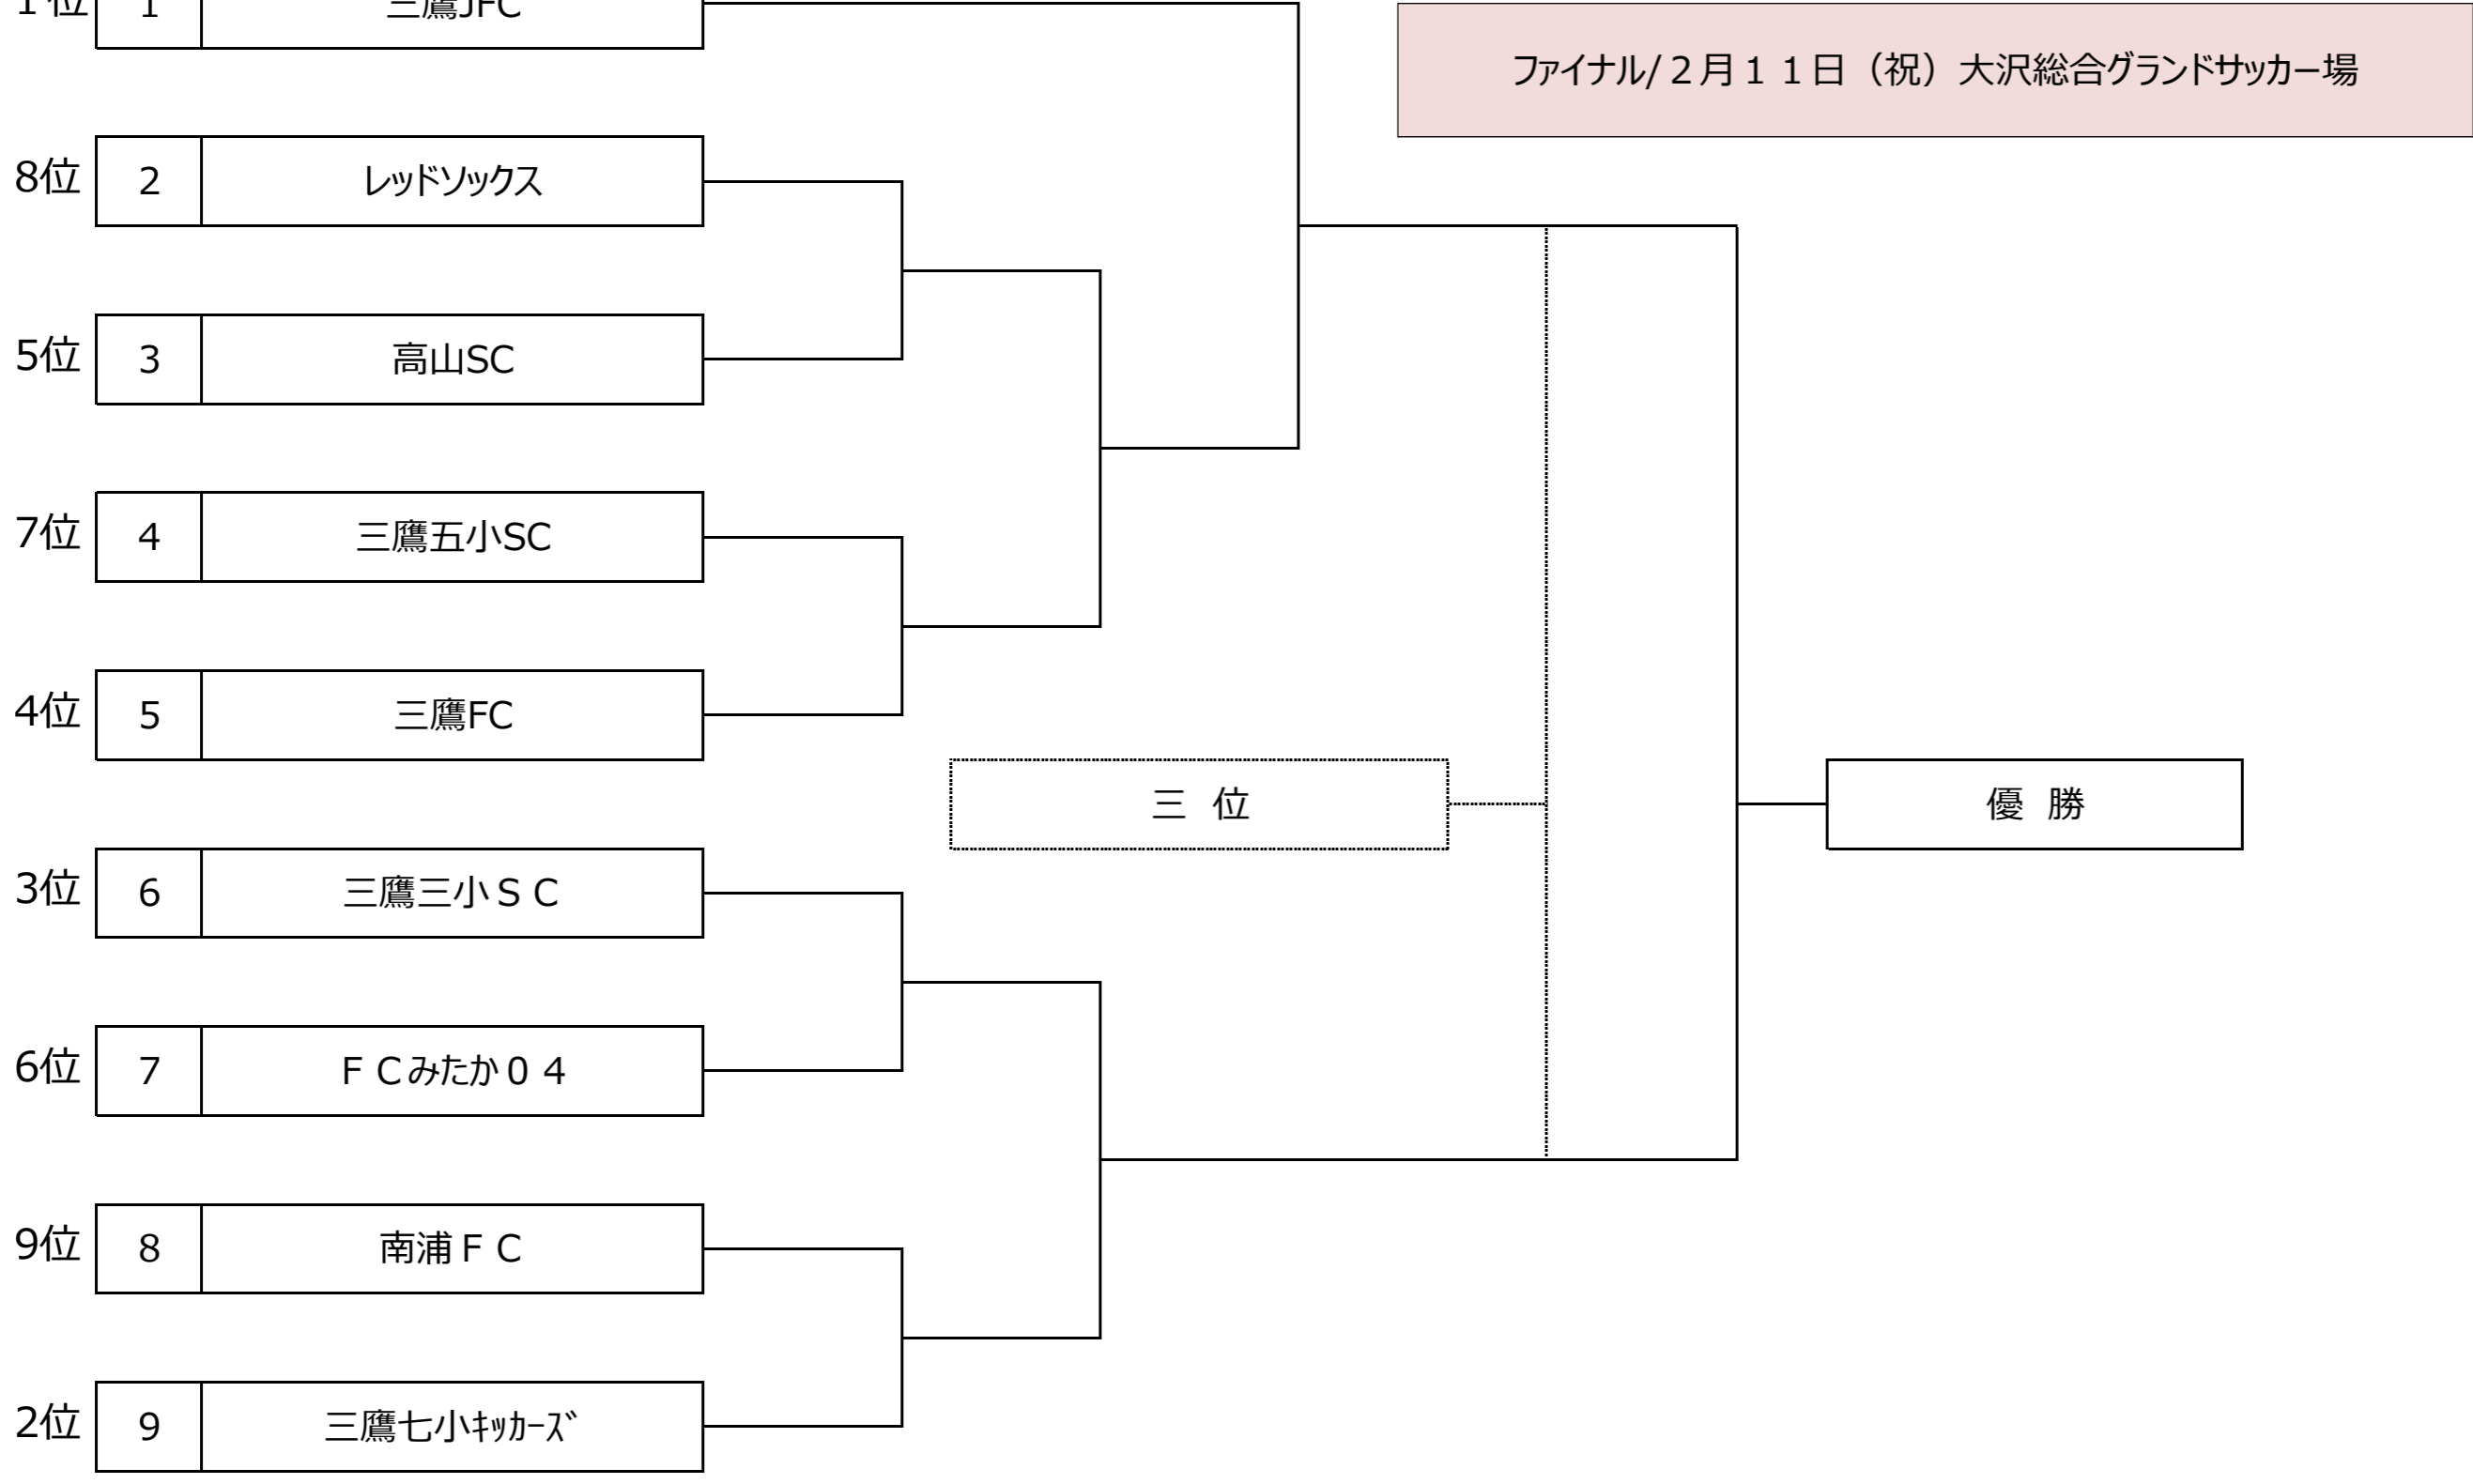 1位 1 三鷹JFC
ファイナル/２月１１日（祝）大沢総合グランドサッカー場
8位 2 レッドソックス
5位 3 高山SC
7位 4 三鷹五小SC
4位 5 三鷹FC
三　位
優　勝
3位 6 三鷹三小ＳＣ
6位 7 ＦＣみたか０４
9位 8 南浦ＦＣ
2位 9 三鷹七小ｷｯｶｰｽﾞ